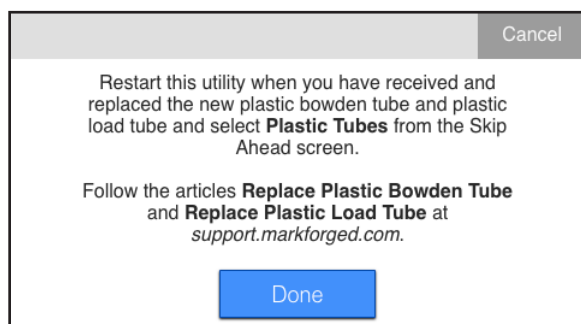 Cancel
Restart this utility when you have received and
replaced the new plastic bowden tube and plastic
load tube and select Plastic Tubes from the Skip
Ahead screen.
Follow the articles Replace Plastic Bowden Tube
and Replace Plastic Load Tube at
support.markforged.com.
Done